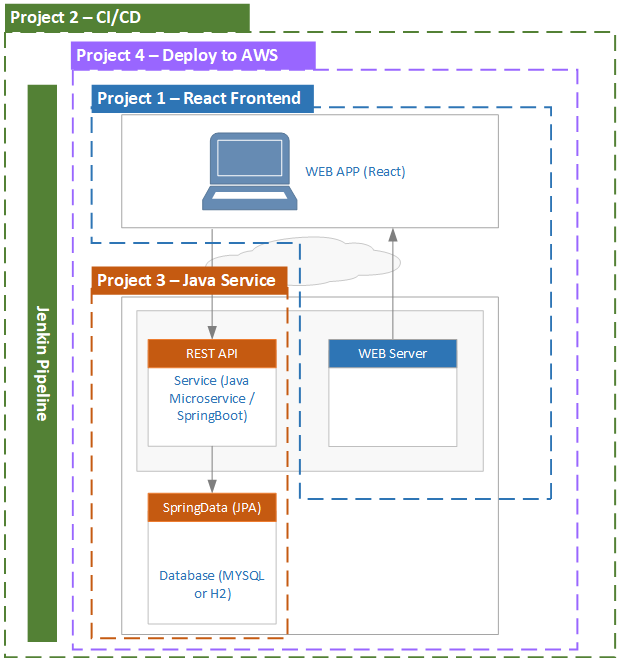 Project 2 – CI/CD
Project 4 – Deploy to AWS
Project 1 – React Frontend
WEB APP (React)
Project 3 – Java Service
Jenkin Pipeline
REST API
Service (Java
Microservice /
SpringBoot)
WEB Server
SpringData (JPA)
Database (MYSQL
or H2)